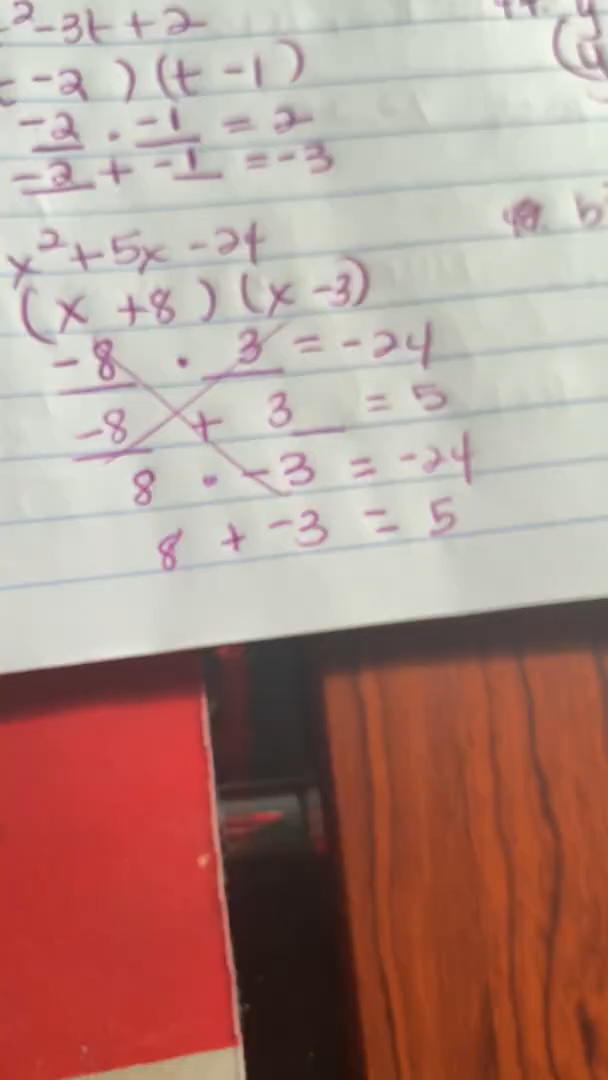 ²-3t+2
-2)(t-1)
-2 · -1 = 2
-2 + -1 = -3
x²+5x-24
(x+8)(x-3)
-8 · 3 = -24
-8 + 3 = 5
8 · -3 = -24
8 + -3 = 5
b